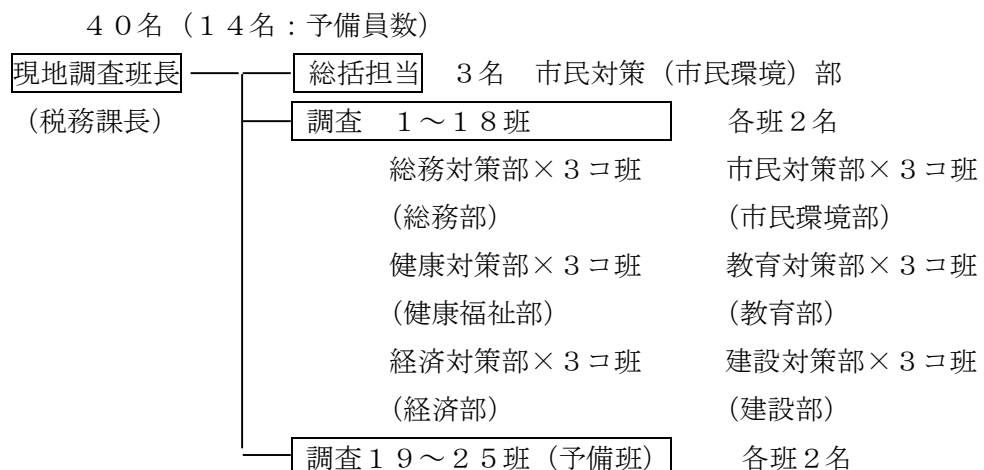 ４０名（１４名：予備員数）
現地調査班長 総括担当 ３名 市民対策（市民環境）部
（税務課長） 調査 １～１８班 各班２名
総務対策部×３コ班 市民対策部×３コ班
（総務部） （市民環境部）
健康対策部×３コ班 教育対策部×３コ班
（健康福祉部） （教育部）
経済対策部×３コ班 建設対策部×３コ班
（経済部） （建設部）
調査１９～２５班（予備班） 各班２名